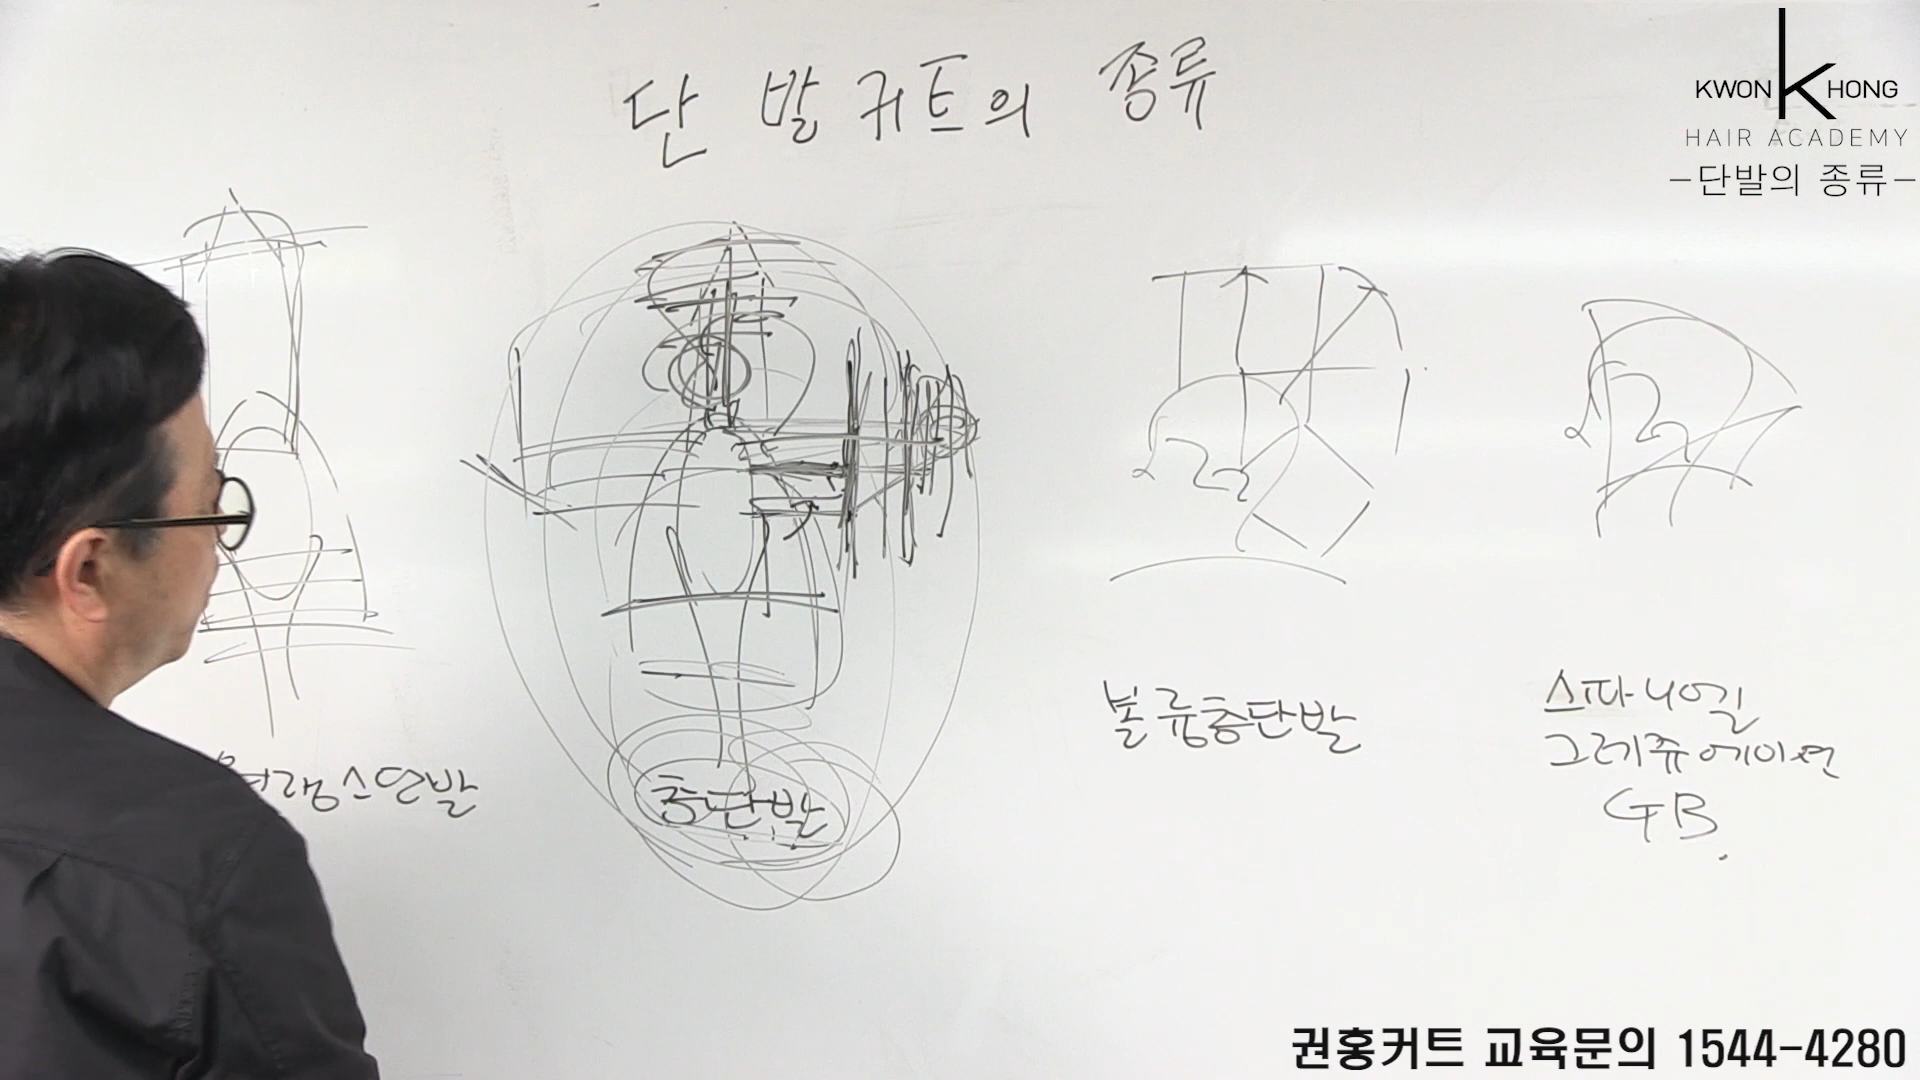 단발커트의 종류
KWON K HONG
HAIR ACADEMY
-단발의 종류-
층단발
볼륨층단발
스파니엘
그레쥬에이션
GB.
권홍커트 교육문의 1544-4280